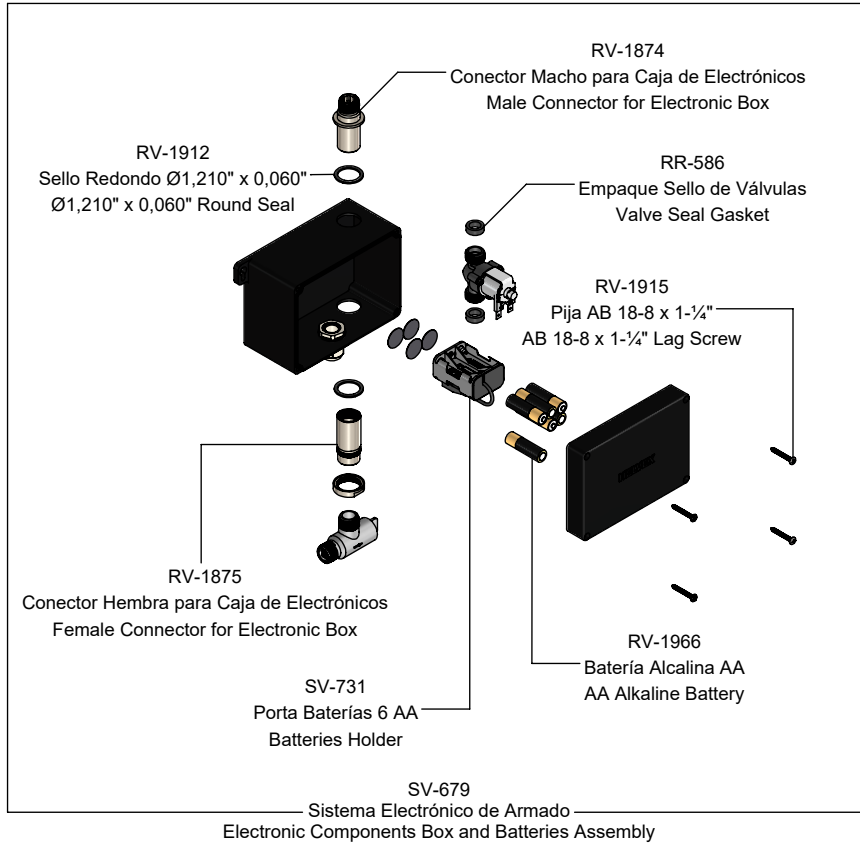 RV-1874
Conector Macho para Caja de Electrónicos
Male Connector for Electronic Box
RV-1912
Sello Redondo Ø1,210" x 0,060"
Ø1,210" x 0,060" Round Seal
RR-586
Empaque Sello de Válvulas
Valve Seal Gasket
RV-1915
Pija AB 18-8 x 1-¼"
AB 18-8 x 1-¼" Lag Screw
RV-1875
Conector Hembra para Caja de Electrónicos
Female Connector for Electronic Box
RV-1966
Batería Alcalina AA
AA Alkaline Battery
SV-731
Porta Baterías 6 AA
Batteries Holder
SV-679
Sistema Electrónico de Armado
Electronic Components Box and Batteries Assembly